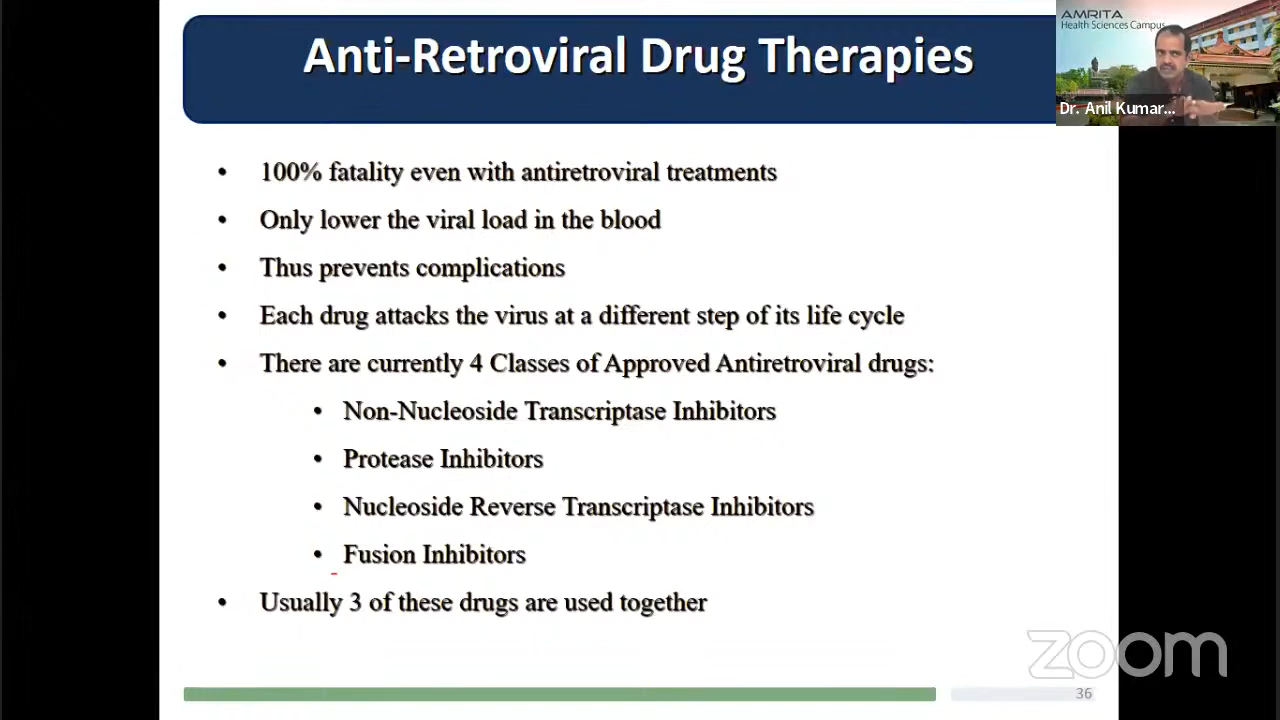 Anti-Retroviral Drug Therapies
AMRITA
Health Sciences Campus
Dr. Anil Kumar...
• 100% fatality even with antiretroviral treatments
• Only lower the viral load in the blood
• Thus prevents complications
• Each drug attacks the virus at a different step of its life cycle
• There are currently 4 Classes of Approved Antiretroviral drugs:
• Non-Nucleoside Transcriptase Inhibitors
• Protease Inhibitors
• Nucleoside Reverse Transcriptase Inhibitors
• Fusion Inhibitors
• Usually 3 of these drugs are used together
zoom
36